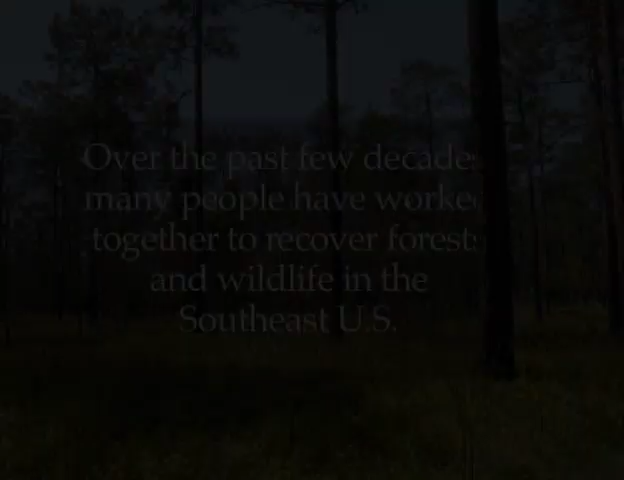 Over the past few decade
many people have worke
together to recover forest
and wildlife in the
Southeast U.S.